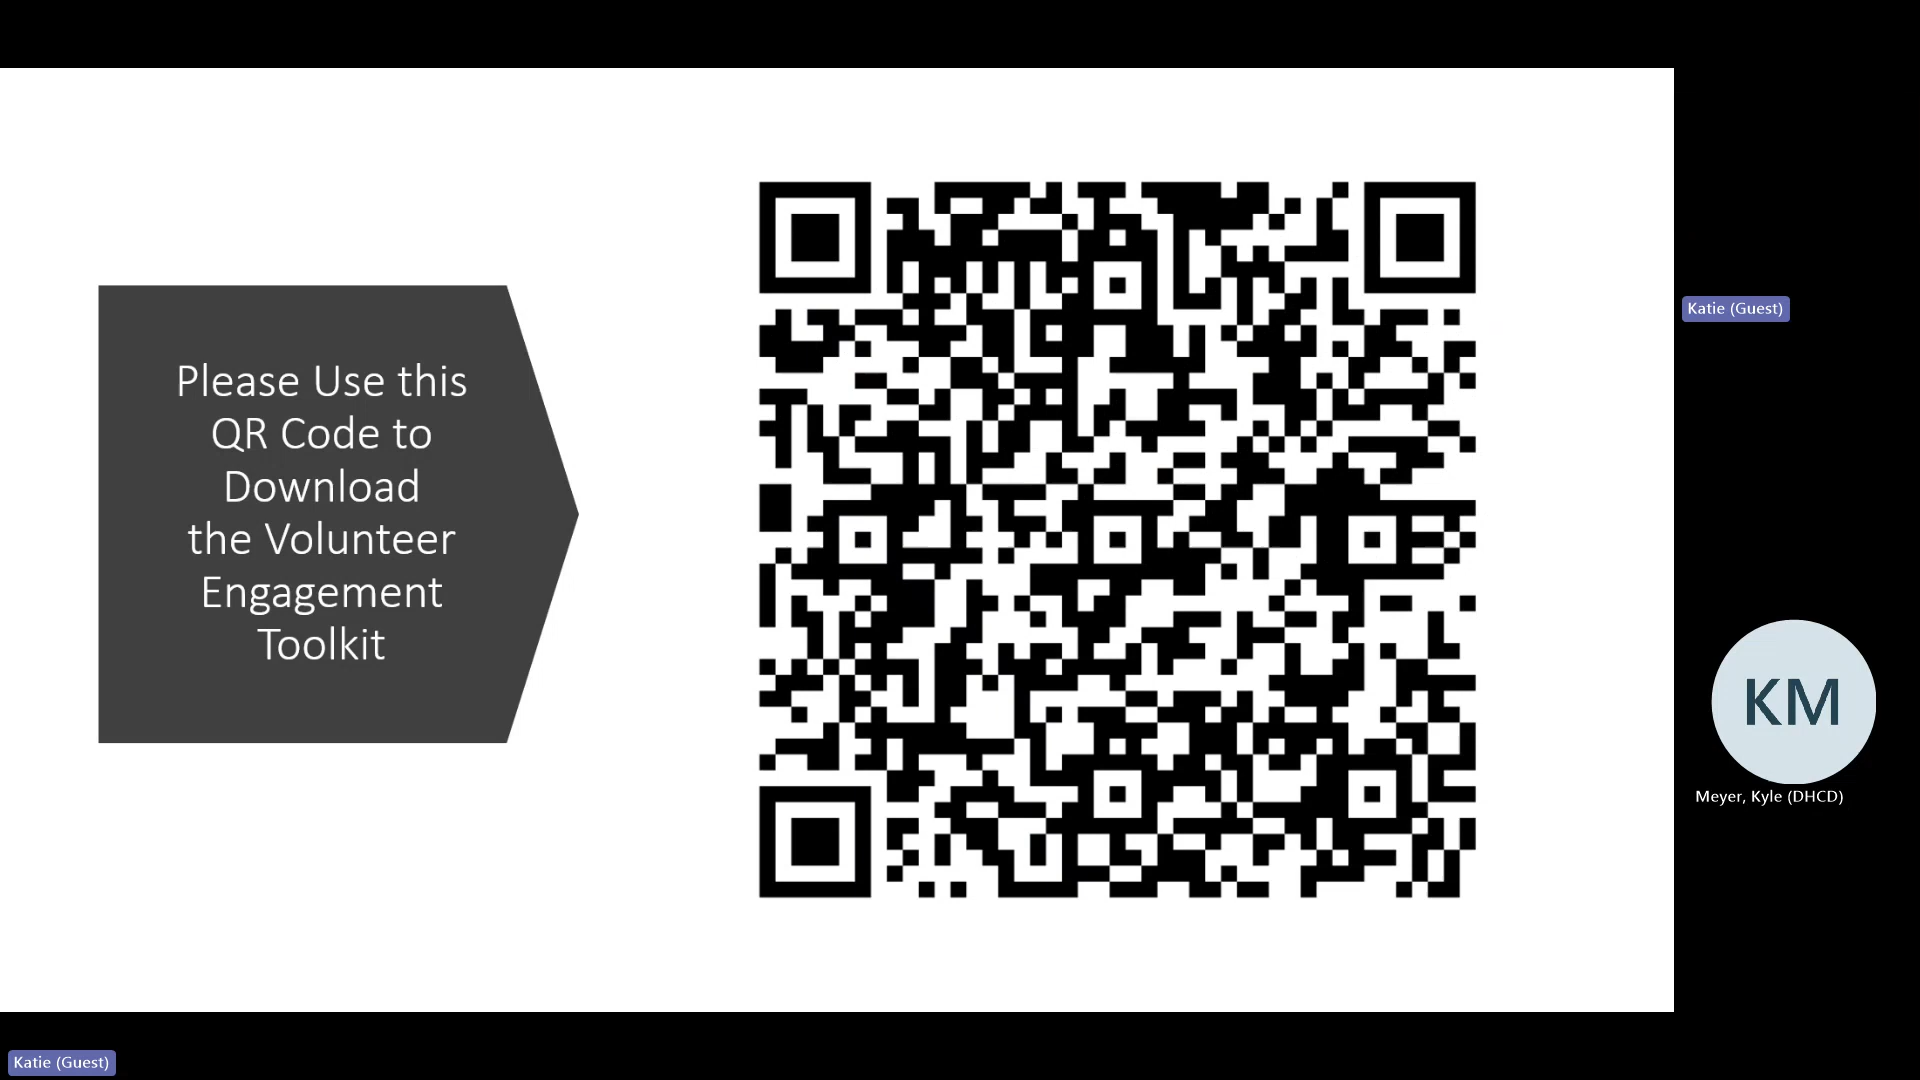 Please Use this
QR Code to
Download
the Volunteer
Engagement
Toolkit
Katie (Guest)
KM
Meyer, Kyle (DHCD)
Katie (Guest)